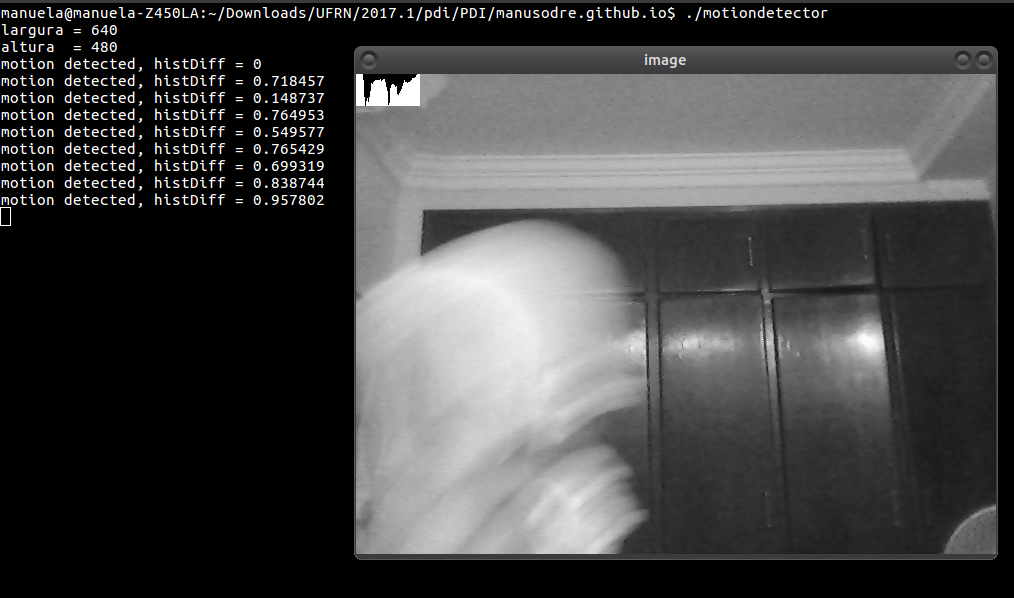 manuela@manuela-Z450LA:~/Downloads/UFRN/2017.1/pdi/PDI/manusodre.github.io$ ./motiondetector
largura = 640
altura  = 480
motion detected, histDiff = 0
motion detected, histDiff = 0.718457
motion detected, histDiff = 0.148737
motion detected, histDiff = 0.764953
motion detected, histDiff = 0.549577
motion detected, histDiff = 0.765429
motion detected, histDiff = 0.699319
motion detected, histDiff = 0.838744
motion detected, histDiff = 0.957802
image